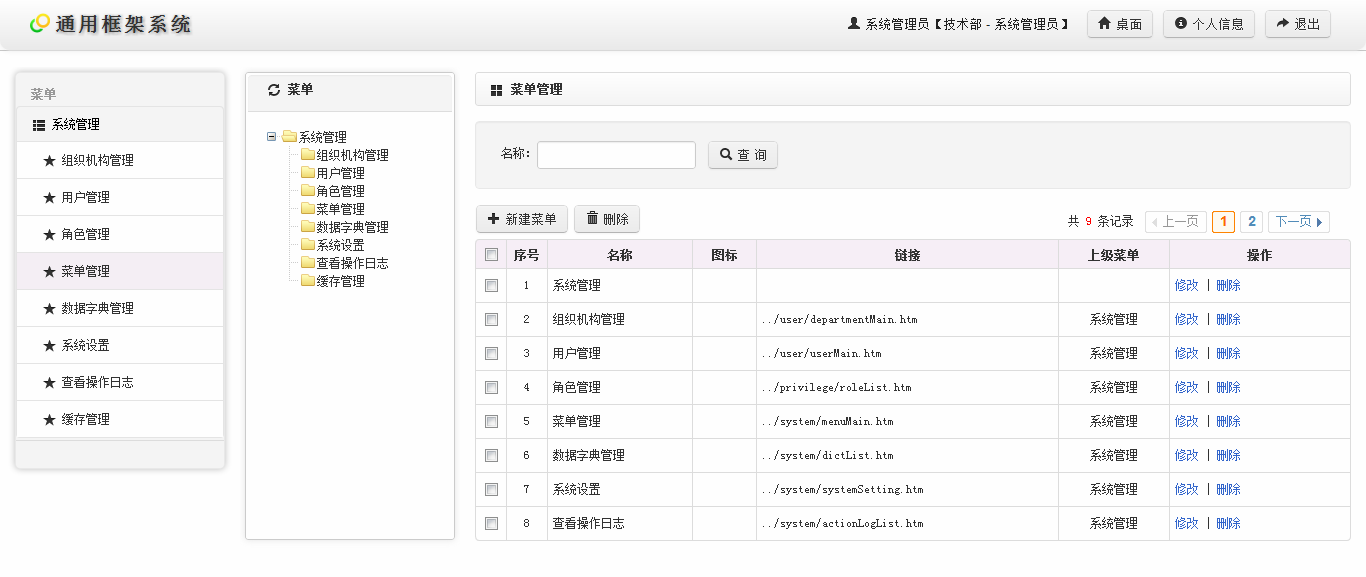 通用框架系统
系统管理员【技术部 - 系统管理员】 桌面 个人信息 退出
菜单
系统管理
组织机构管理
用户管理
角色管理
菜单管理
数据字典管理
系统设置
查看操作日志
缓存管理
菜单
系统管理
组织机构管理
用户管理
角色管理
菜单管理
数据字典管理
系统设置
查看操作日志
缓存管理
菜单管理
名称： 查 询
新建菜单 删除 共 9 条记录 上一页 1 2 下一页
序号 名称 图标 链接 上级菜单 操作
1 系统管理 修改 | 删除
2 组织机构管理 ../user/departmentMain.htm 系统管理 修改 | 删除
3 用户管理 ../user/userMain.htm 系统管理 修改 | 删除
4 角色管理 ../privilege/roleList.htm 系统管理 修改 | 删除
5 菜单管理 ../system/menuMain.htm 系统管理 修改 | 删除
6 数据字典管理 ../system/dictList.htm 系统管理 修改 | 删除
7 系统设置 ../system/systemSetting.htm 系统管理 修改 | 删除
8 查看操作日志 ../system/actionLogList.htm 系统管理 修改 | 删除